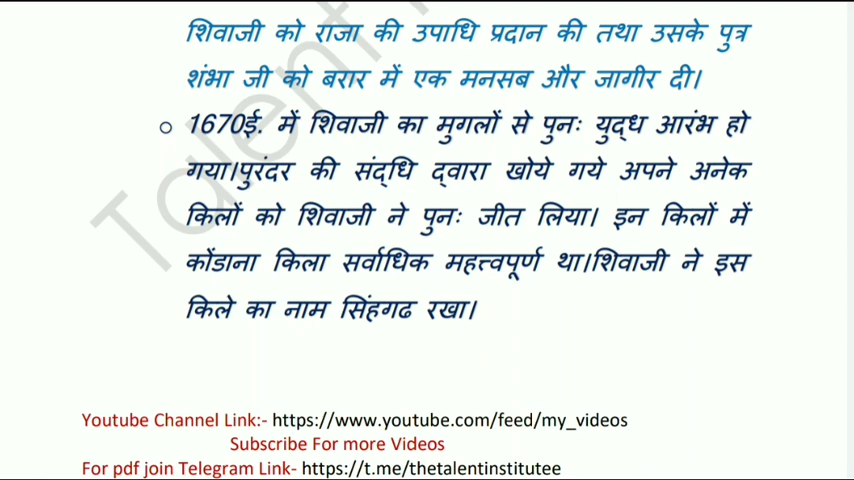 शिवाजी को राजा की उपाधि प्रदान की तथा उसके पुत्र
शंभा जी को बरार में एक मनसब और जागीर दी।
○ 1670ई. में शिवाजी का मुगलों से पुनः युद्ध आरंभ हो
गया।पुरंदर की संद्धि द्वारा खोये गये अपने अनेक
किलों को शिवाजी ने पुनः जीत लिया। इन किलों में
कोंडाना किला सर्वाधिक महत्त्वपूर्ण था।शिवाजी ने इस
किले का नाम सिंहगढ रखा।
Talent
Youtube Channel Link:- https://www.youtube.com/feed/my_videos
Subscribe For more Videos
For pdf join Telegram Link- https://t.me/thetalentinstitutee